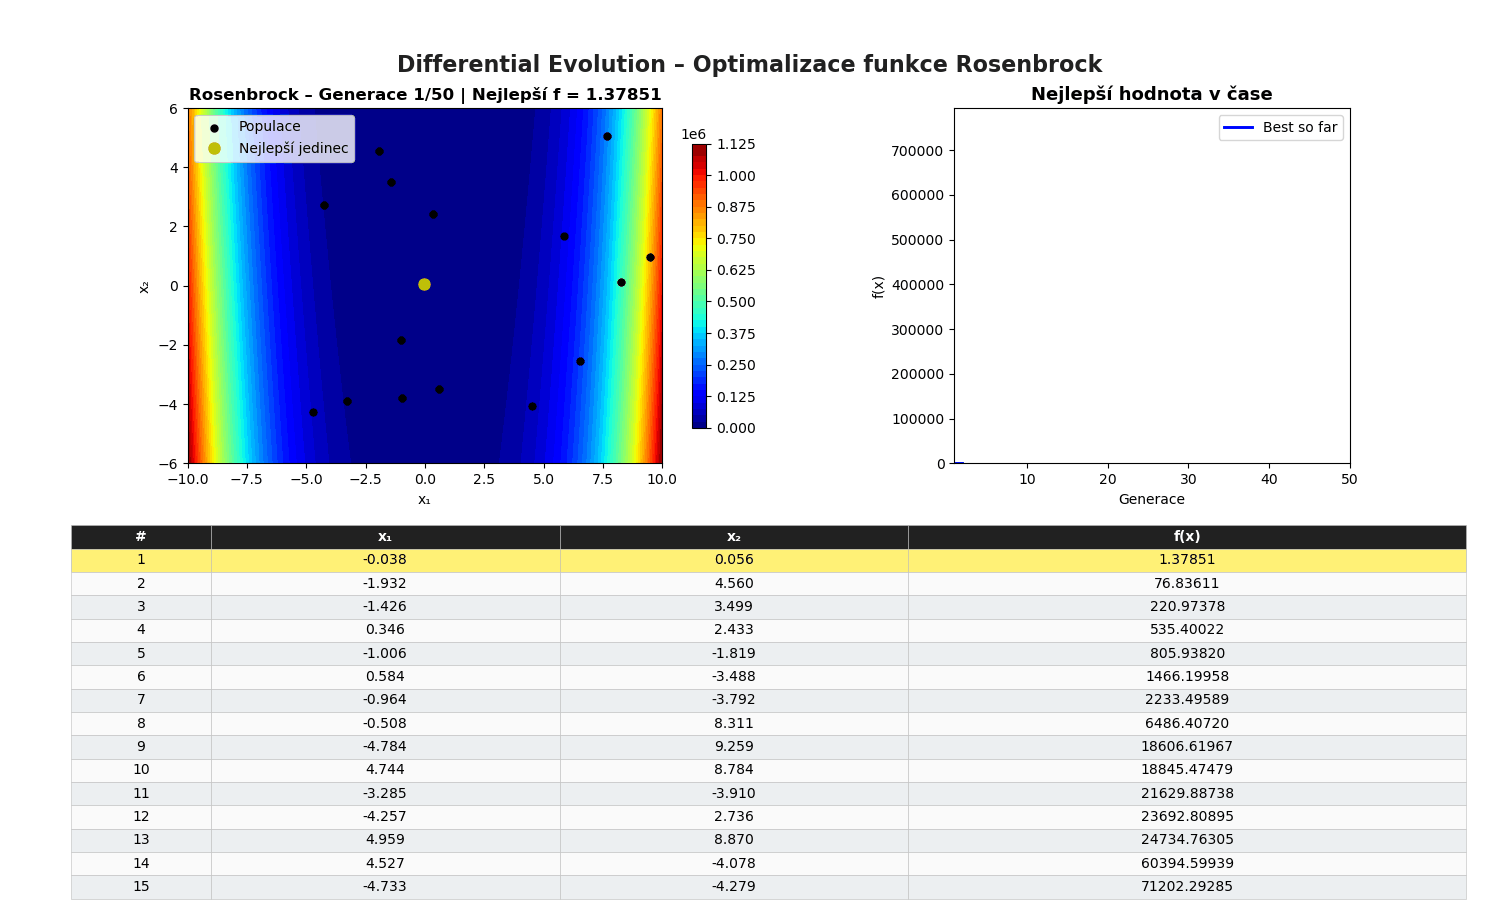 Differential Evolution – Optimalizace funkce Rosenbrock
Rosenbrock – Generace 1/50 | Nejlepší f = 1.37851
Populace
Nejlepší jedinec
6
4
2
0
−2
−4
−6
x₂
−10.0 −7.5 −5.0 −2.5 0.0 2.5 5.0 7.5 10.0
x₁
1e6
1.125
1.000
0.875
0.750
0.625
0.500
0.375
0.250
0.125
0.000
Nejlepší hodnota v čase
Best so far
700000
600000
500000
400000
300000
200000
100000
0
f(x)
10 20 30 40 50
Generace
# x₁ x₂ f(x)
1 -0.038 0.056 1.37851
2 -1.932 4.560 76.83611
3 -1.426 3.499 220.97378
4 0.346 2.433 535.40022
5 -1.006 -1.819 805.93820
6 0.584 -3.488 1466.19958
7 -0.964 -3.792 2233.49589
8 -0.508 8.311 6486.40720
9 -4.784 9.259 18606.61967
10 4.744 8.784 18845.47479
11 -3.285 -3.910 21629.88738
12 -4.257 2.736 23692.80895
13 4.959 8.870 24734.76305
14 4.527 -4.078 60394.59939
15 -4.733 -4.279 71202.29285